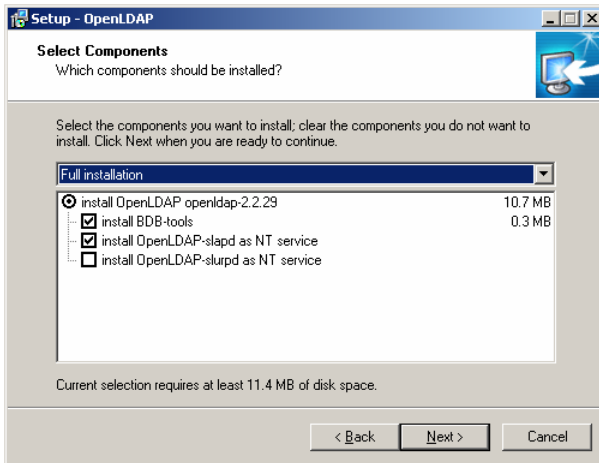 Setup - OpenLDAP
Select Components
Which components should be installed?
Select the components you want to install; clear the components you do not want to
install. Click Next when you are ready to continue.
Full installation
install OpenLDAP openldap-2.2.29 10.7 MB
install BDB-tools 0.3 MB
install OpenLDAP-slapd as NT service
install OpenLDAP-slurpd as NT service
Current selection requires at least 11.4 MB of disk space.
< Back Next > Cancel